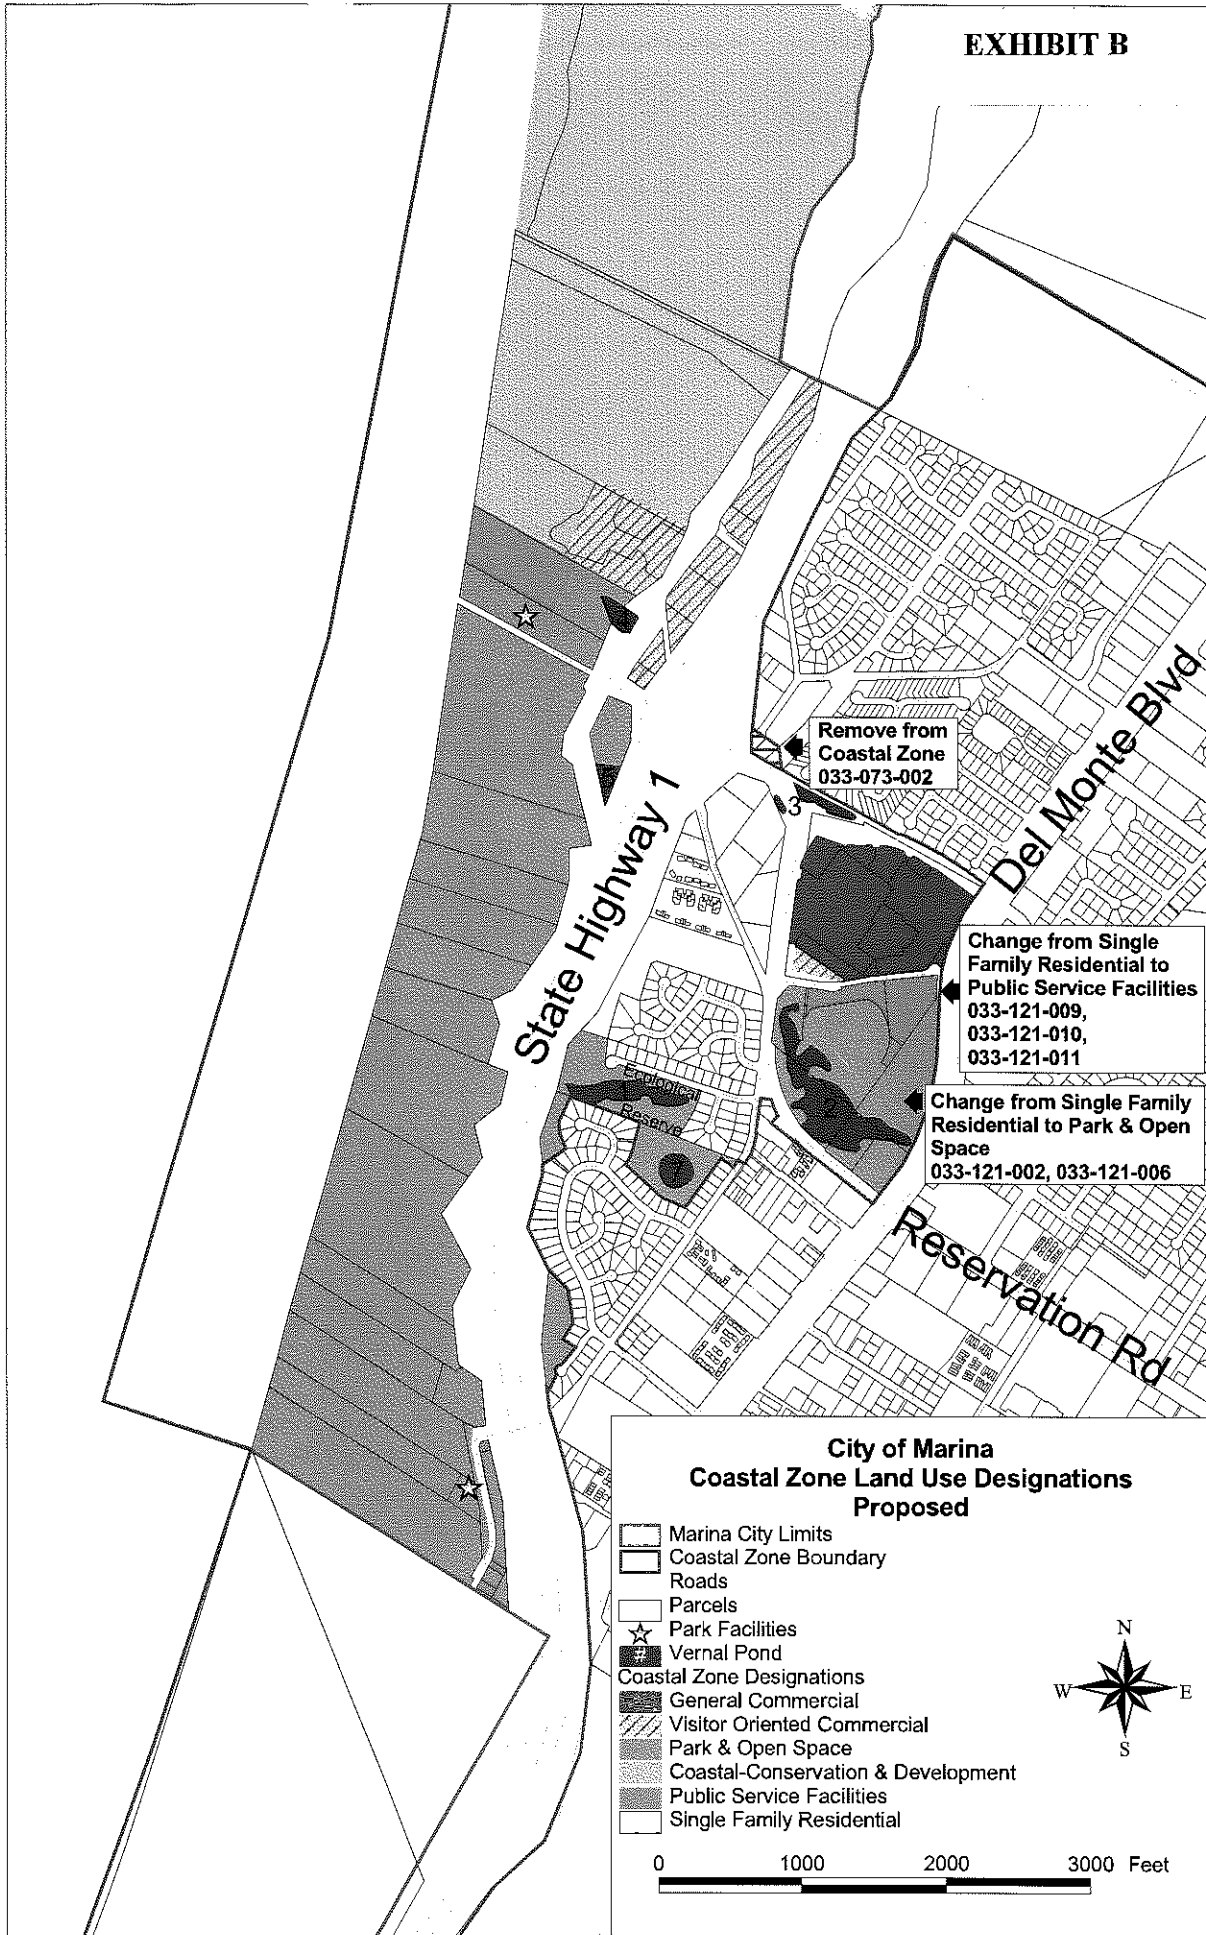 EXHIBIT B
Remove from
Coastal Zone
033-073-002
3
Del Monte Blvd
State Highway 1
Change from Single
Family Residential to
Public Service Facilities
033-121-009,
033-121-010,
033-121-011
Ecological
Reserve
2
Change from Single Family
Residential to Park & Open
Space
033-121-002, 033-121-006
7
Reservation Rd
City of Marina
Coastal Zone Land Use Designations
Proposed
Marina City Limits
Coastal Zone Boundary
Roads
Parcels
Park Facilities
# Vernal Pond
Coastal Zone Designations
General Commercial
Visitor Oriented Commercial
Park & Open Space
Coastal-Conservation & Development
Public Service Facilities
Single Family Residential
N
W E
S
0 1000 2000 3000 Feet